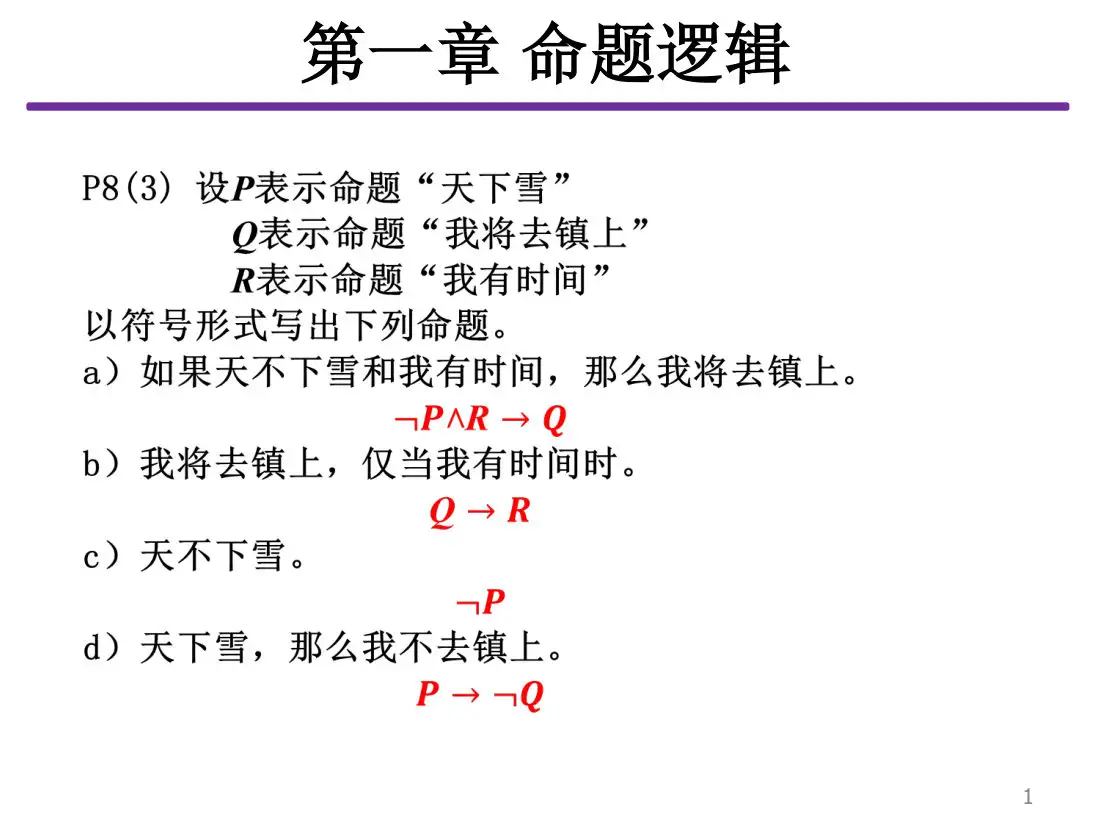 第一章 命题逻辑
P8(3) 设P表示命题“天下雪”
Q表示命题“我将去镇上”
R表示命题“我有时间”
以符号形式写出下列命题。
a）如果天不下雪和我有时间，那么我将去镇上。
¬P∧R → Q
b）我将去镇上，仅当我有时间时。
Q → R
c）天不下雪。
¬P
d）天下雪，那么我不去镇上。
P → ¬Q
1